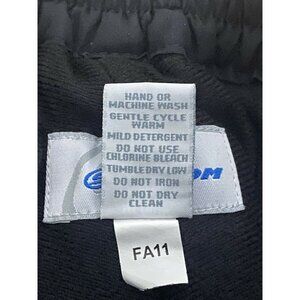 HAND OR
MACHINE WASH
GENTLE CYCLE
WARM
MILD DETERGENT
DO NOT USE
CHLORINE BLEACH
TUMBLE DRY LOW
DO NOT IRON
DO NOT DRY
CLEAN
FA11